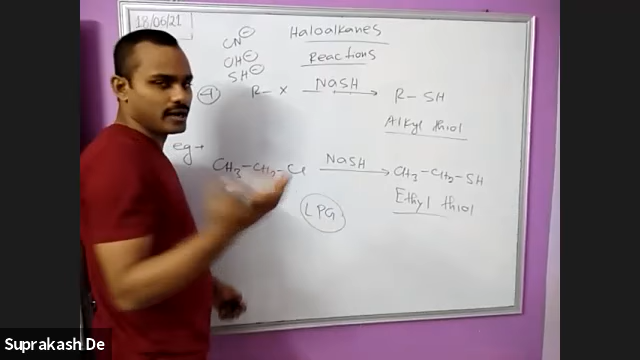 18/06/21
Haloalkanes
Reactions
CN⊖
OH⊖
SH⊖
4 R-X NaSH → R-SH
Alkyl thiol
eg→ CH3-CH2-Cl NaSH → CH3-CH2-SH
Ethyl thiol
LPG
Suprakash De